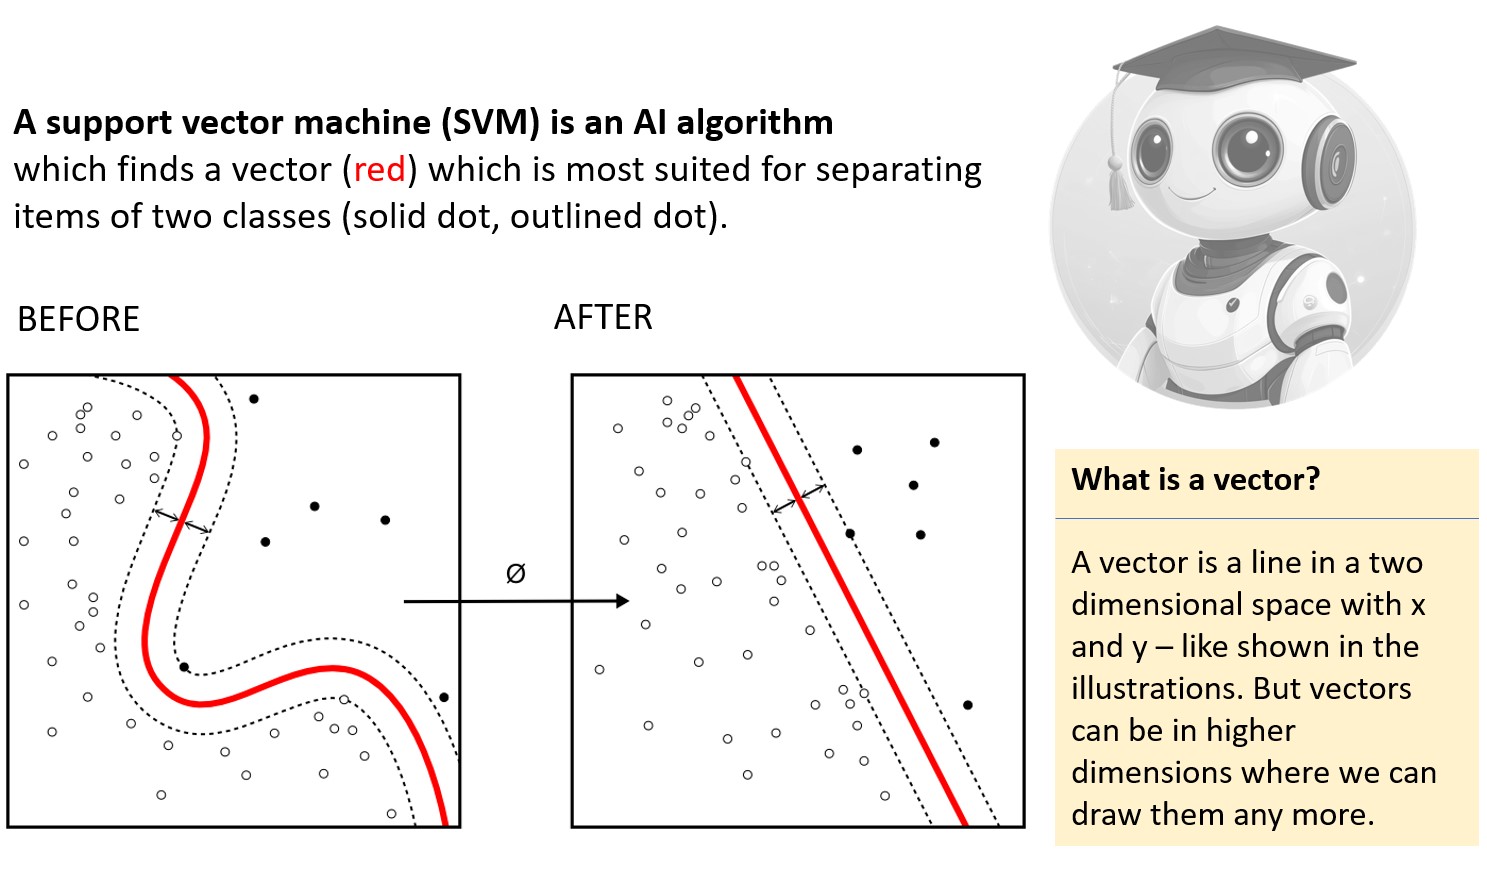 A support vector machine (SVM) is an AI algorithm
which finds a vector (red) which is most suited for separating
items of two classes (solid dot, outlined dot).
BEFORE
AFTER
Ø
What is a vector?
A vector is a line in a two
dimensional space with x
and y – like shown in the
illustrations. But vectors
can be in higher
dimensions where we can
draw them any more.